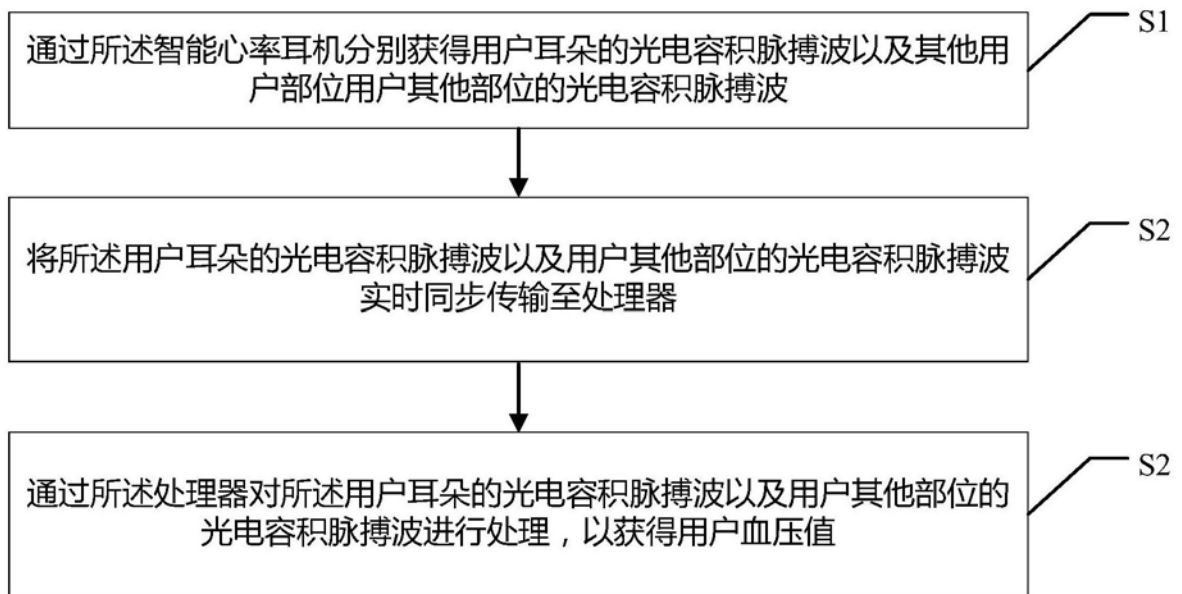 通过所述智能心率耳机分别获得用户耳朵的光电容积脉搏波以及其他用
户部位用户其他部位的光电容积脉搏波
S1
将所述用户耳朵的光电容积脉搏波以及用户其他部位的光电容积脉搏波
实时同步传输至处理器
S2
通过所述处理器对所述用户耳朵的光电容积脉搏波以及用户其他部位的
光电容积脉搏波进行处理，以获得用户血压值
S2